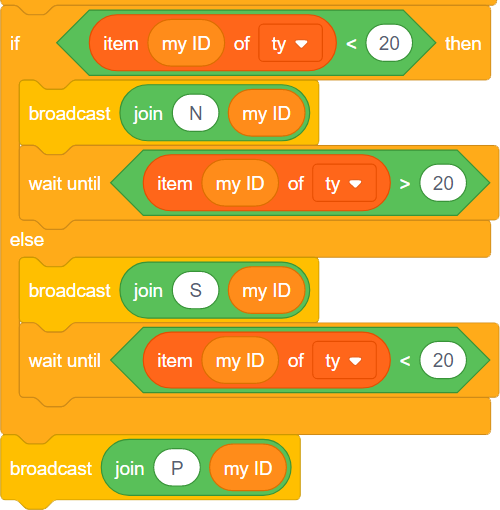 if item my ID of ty < 20 then
broadcast join N my ID
wait until item my ID of ty > 20
else
broadcast join S my ID
wait until item my ID of ty < 20
broadcast join P my ID